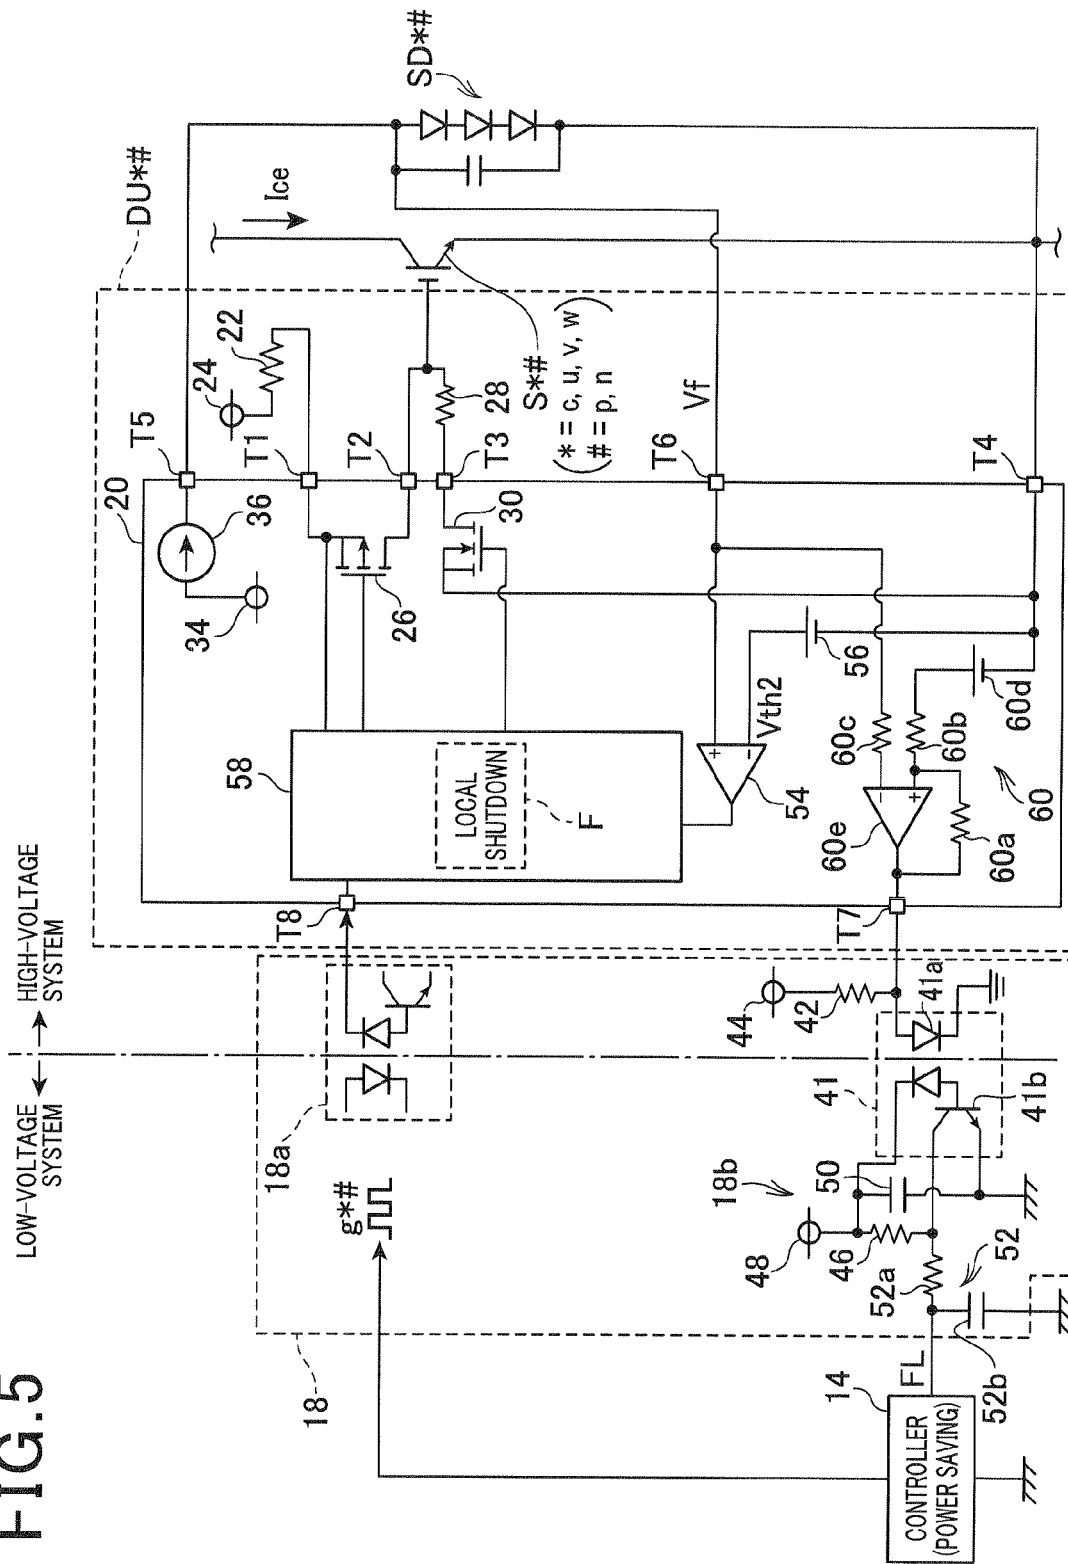 FIG.5
LOW-VOLTAGE
SYSTEM
HIGH-VOLTAGE
SYSTEM
DU*#
SD*#
Ice
20
T5
24
22
36
34
T1
T2
T3
28
26
30
S*#
(* = c, u, v, w
# = p, n)
58
LOCAL
SHUTDOWN
F
T8
18a
g*#
18
T6
Vf
Vth2
54
56
60c
60b
60d
60e
60a
60
T4
T7
44
42
41a
41
41b
18b
50
48
46
52a
52
52b
FL
14
CONTROLLER
(POWER SAVING)
+
−
−
+